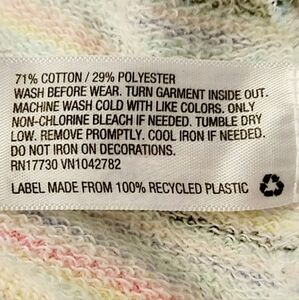 71% COTTON / 29% POLYESTER
WASH BEFORE WEAR. TURN GARMENT INSIDE OUT.
MACHINE WASH COLD WITH LIKE COLORS. ONLY
NON-CHLORINE BLEACH IF NEEDED. TUMBLE DRY
LOW. REMOVE PROMPTLY. COOL IRON IF NEEDED.
DO NOT IRON ON DECORATIONS.
RN17730 VN1042782
LABEL MADE FROM 100% RECYCLED PLASTIC